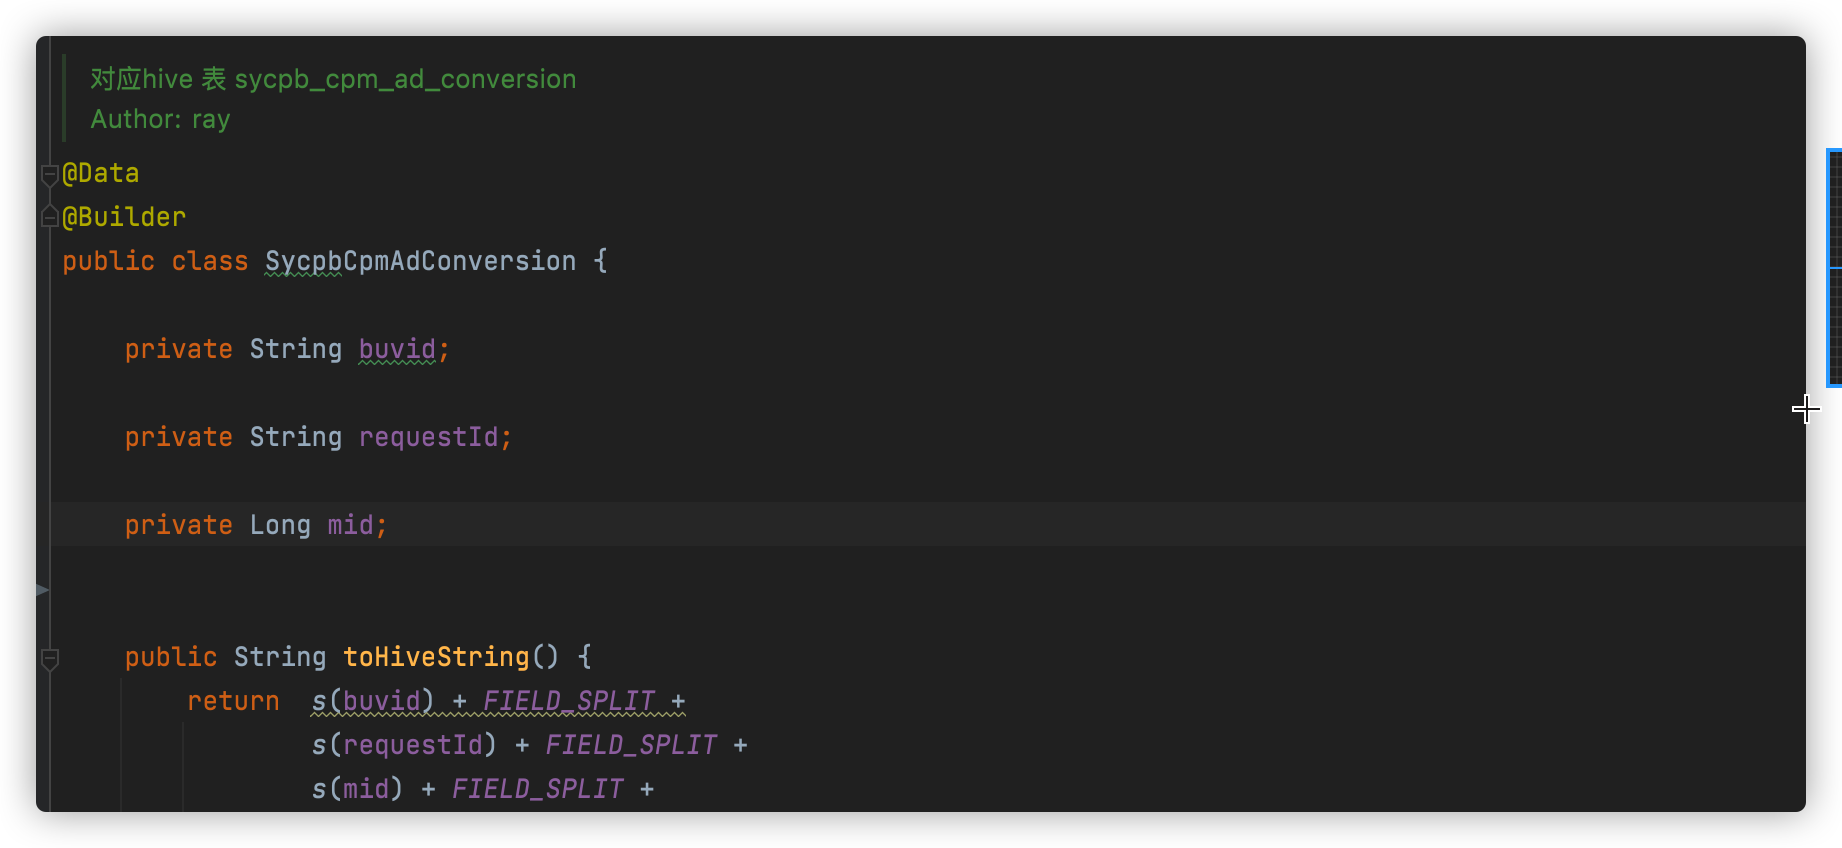 对应hive 表 sycpb_cpm_ad_conversion
Author: ray
@Data
@Builder
public class SycpbCpmAdConversion {
private String buvid;
private String requestId;
private Long mid;
public String toHiveString() {
return s(buvid) + FIELD_SPLIT +
s(requestId) + FIELD_SPLIT +
s(mid) + FIELD_SPLIT +